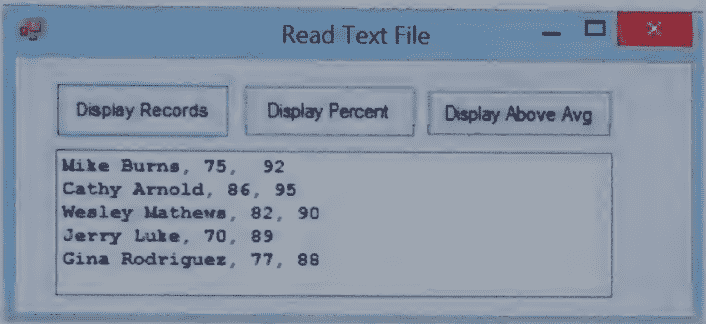 Read Text File
Display Records Display Percent Display Above Avg
Mike Burns, 75,  92
Cathy Arnold, 86, 95
Wesley Mathews, 82, 90
Jerry Luke, 70, 89
Gina Rodriguez, 77, 88